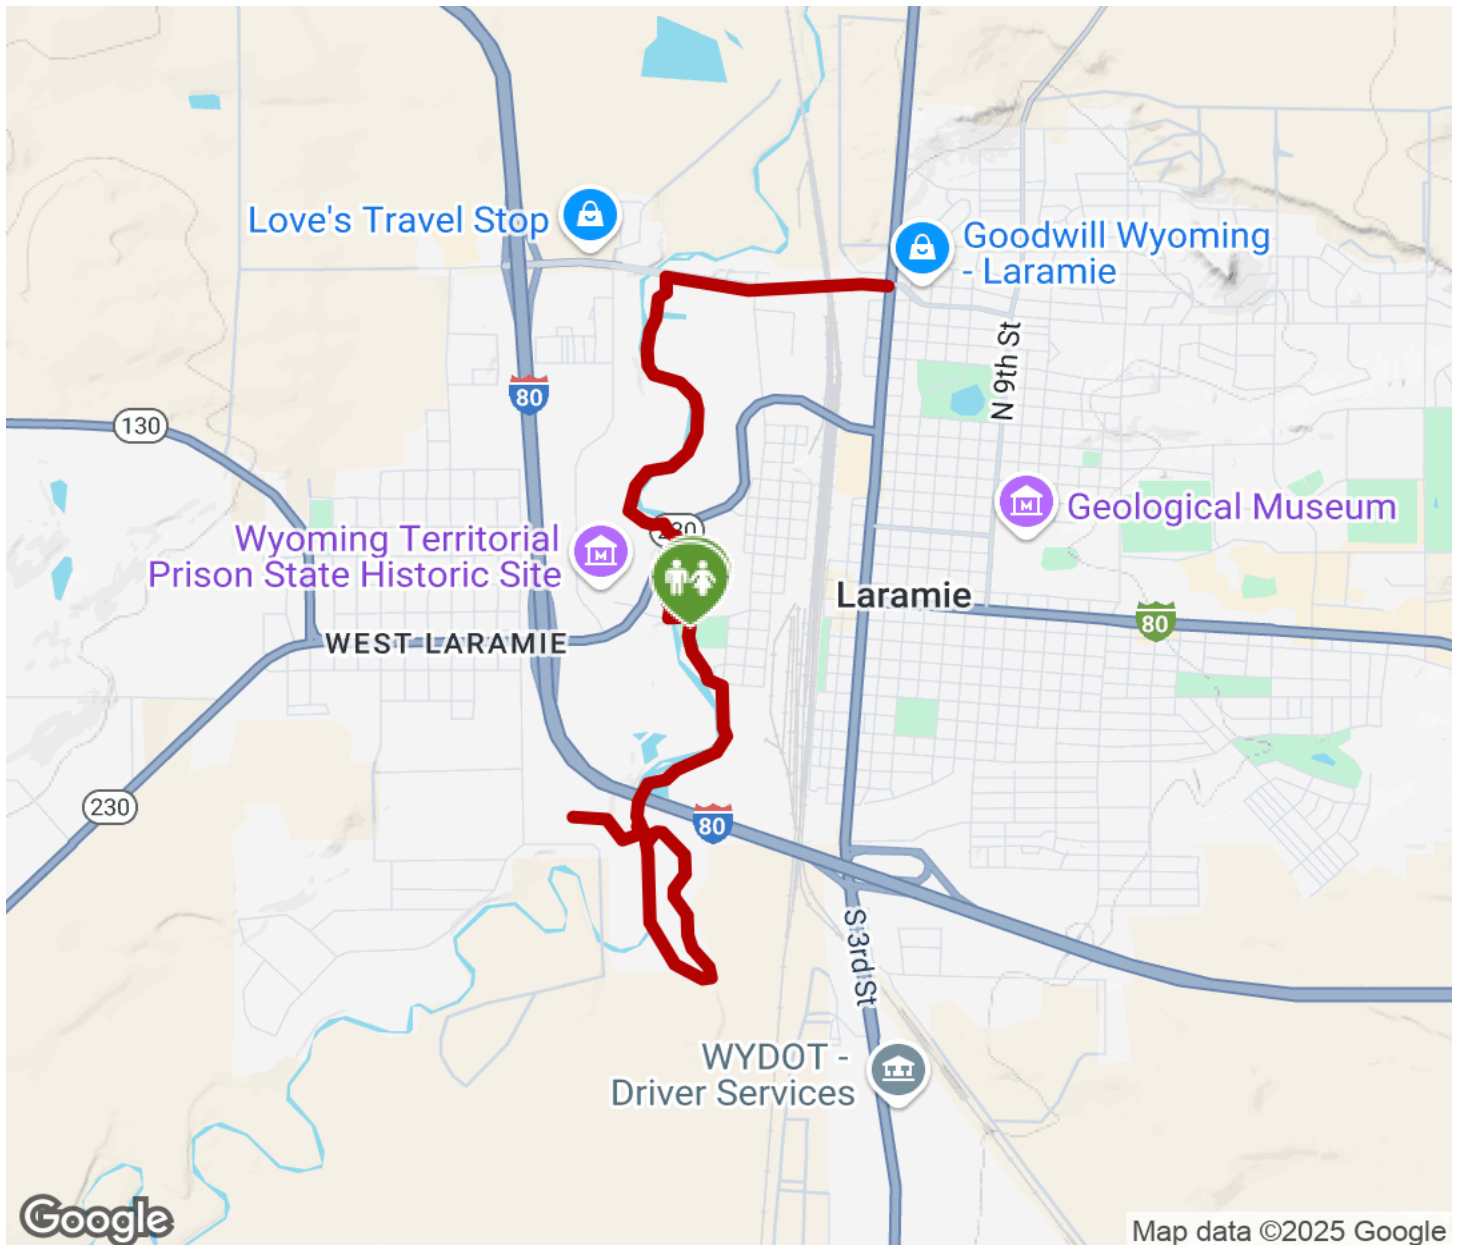 Love's Travel Stop
Goodwill Wyoming
- Laramie
N 9th St
80
130
Geological Museum
Wyoming Territorial
Prison State Historic Site
Laramie
80
WEST LARAMIE
230
80
S 3rd St
WYDOT -
Driver Services
Google
Map data ©2025 Google